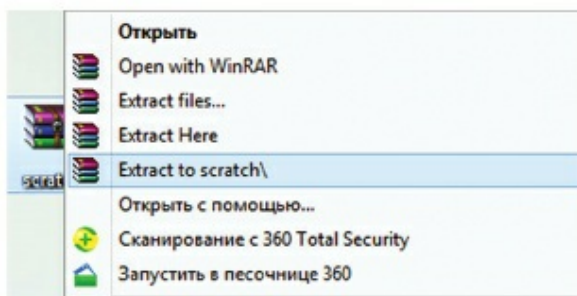 Открыть
Open with WinRAR
Extract files...
Extract Here
Extract to scratch\
scrat
Открыть с помощью...
Сканирование с 360 Total Security
Запустить в песочнице 360